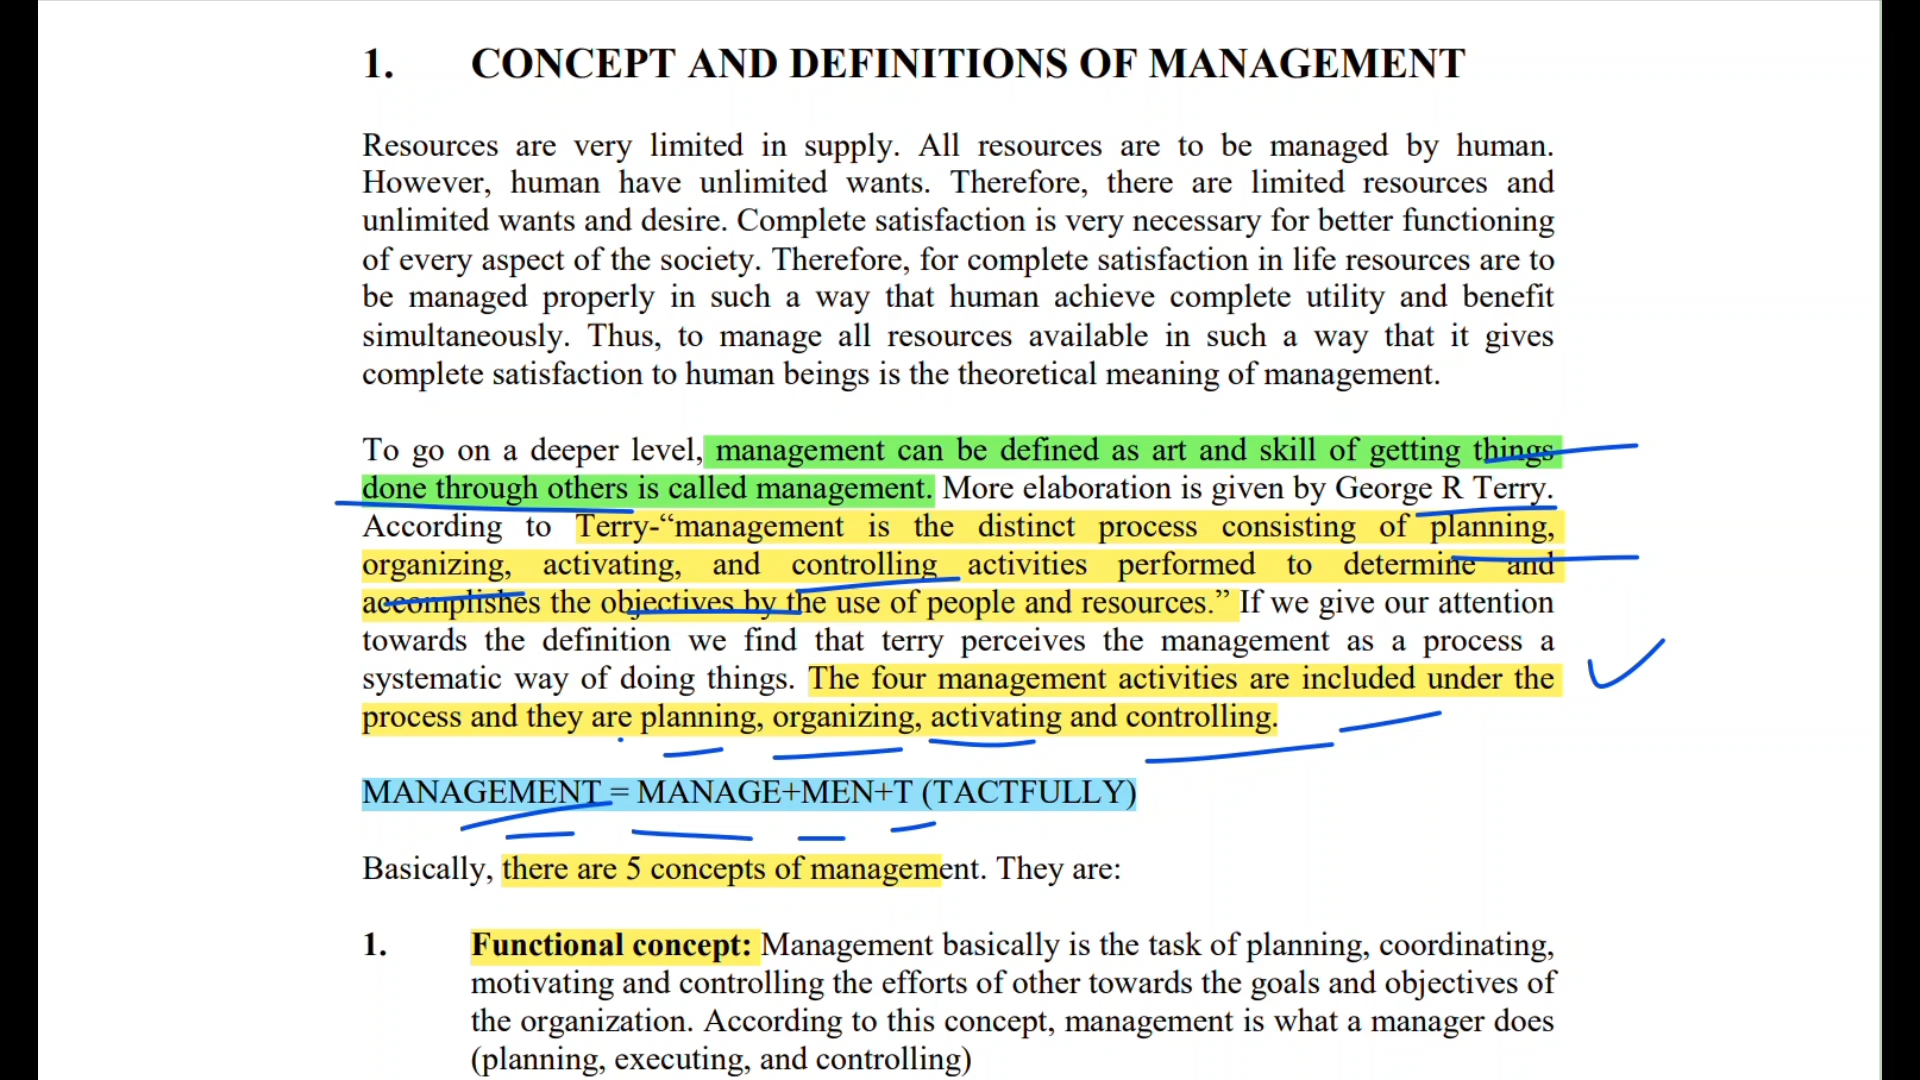 1. CONCEPT AND DEFINITIONS OF MANAGEMENT
Resources are very limited in supply. All resources are to be managed by human.
However, human have unlimited wants. Therefore, there are limited resources and
unlimited wants and desire. Complete satisfaction is very necessary for better functioning
of every aspect of the society. Therefore, for complete satisfaction in life resources are to
be managed properly in such a way that human achieve complete utility and benefit
simultaneously. Thus, to manage all resources available in such a way that it gives
complete satisfaction to human beings is the theoretical meaning of management.
To go on a deeper level, management can be defined as art and skill of getting things
done through others is called management. More elaboration is given by George R Terry.
According to Terry-“management is the distinct process consisting of planning,
organizing, activating, and controlling activities performed to determine and
accomplishes the objectives by the use of people and resources.” If we give our attention
towards the definition we find that terry perceives the management as a process a
systematic way of doing things. The four management activities are included under the
process and they are planning, organizing, activating and controlling.
MANAGEMENT = MANAGE+MEN+T (TACTFULLY)
Basically, there are 5 concepts of management. They are:
1. Functional concept: Management basically is the task of planning, coordinating,
motivating and controlling the efforts of other towards the goals and objectives of
the organization. According to this concept, management is what a manager does
(planning, executing, and controlling)